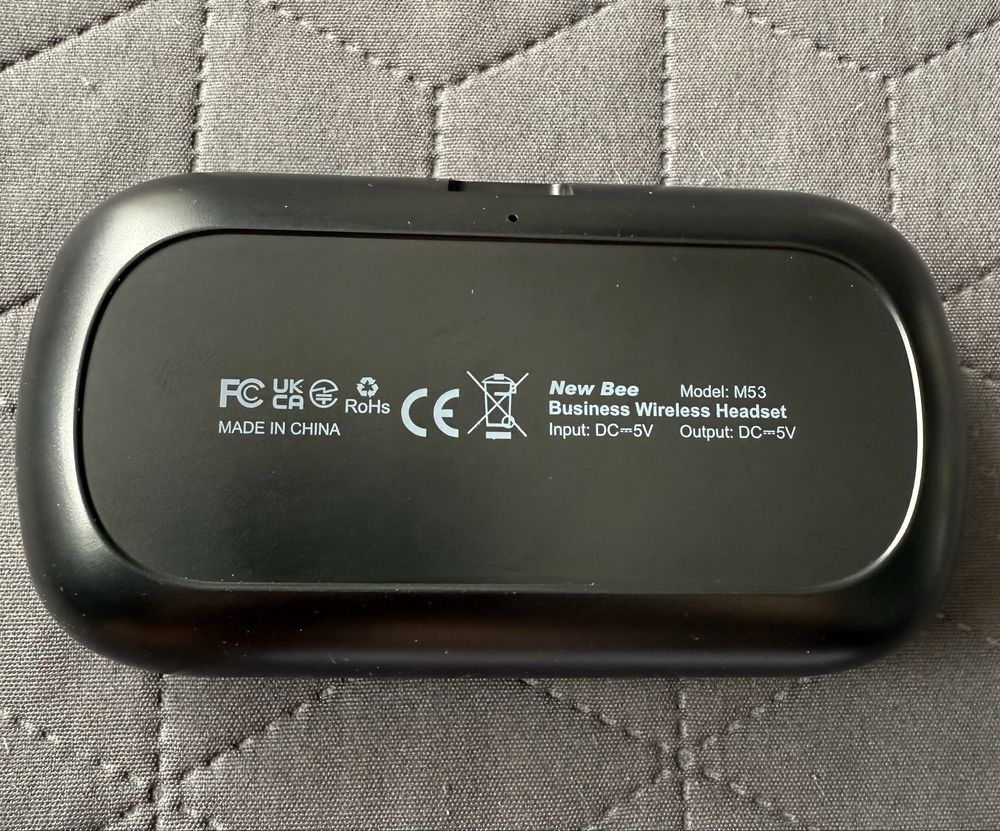 FC UK CA RoHs CE
MADE IN CHINA
New Bee Model: M53
Business Wireless Headset
Input: DC⎓5V Output: DC⎓5V